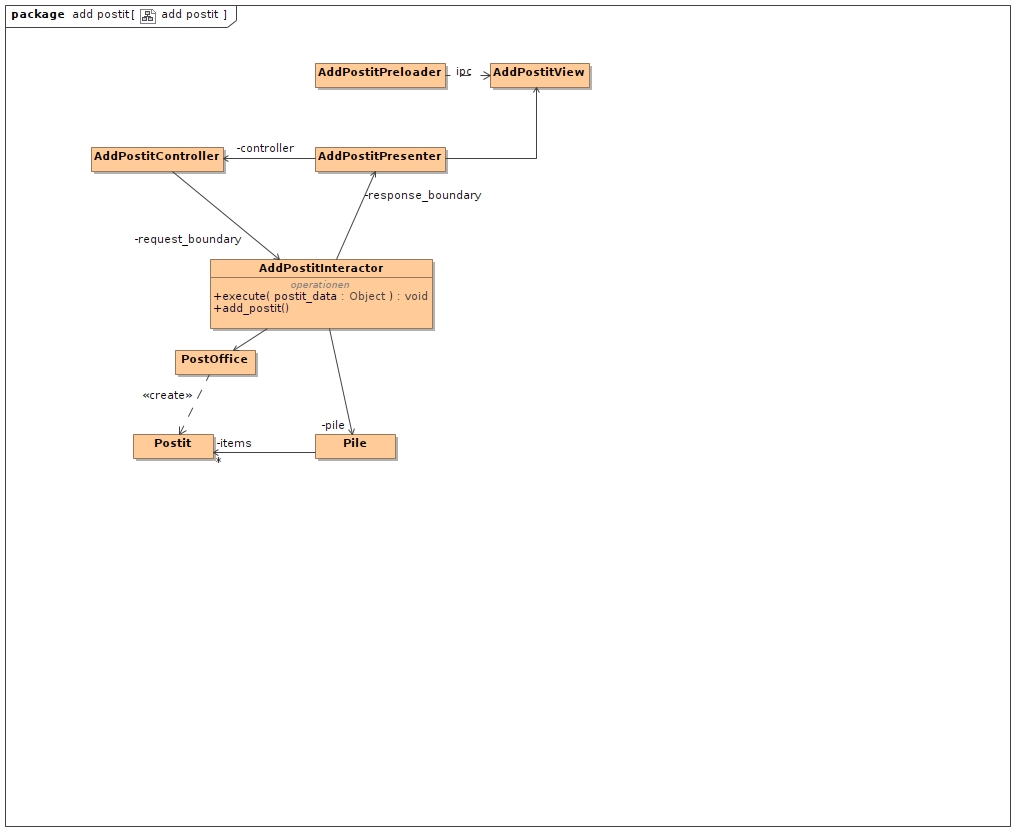 package add postit[ add postit ]
AddPostitPreloader
ipc
AddPostitView
AddPostitController
-controller
AddPostitPresenter
-response_boundary
-request_boundary
AddPostitInteractor
operationen
+execute( postit_data : Object ) : void
+add_postit()
PostOffice
«create»
-pile
Postit
-items
*
Pile